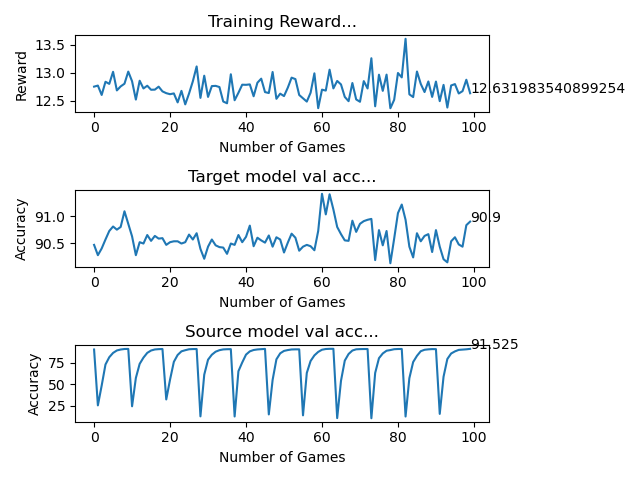 Training Reward...
13.5
13.0
12.5
Reward
12.631983540899254
0 20 40 60 80 100
Number of Games
Target model val acc...
91.0
90.5
Accuracy
90.9
0 20 40 60 80 100
Number of Games
Source model val acc...
75
50
25
Accuracy
91.525
0 20 40 60 80 100
Number of Games